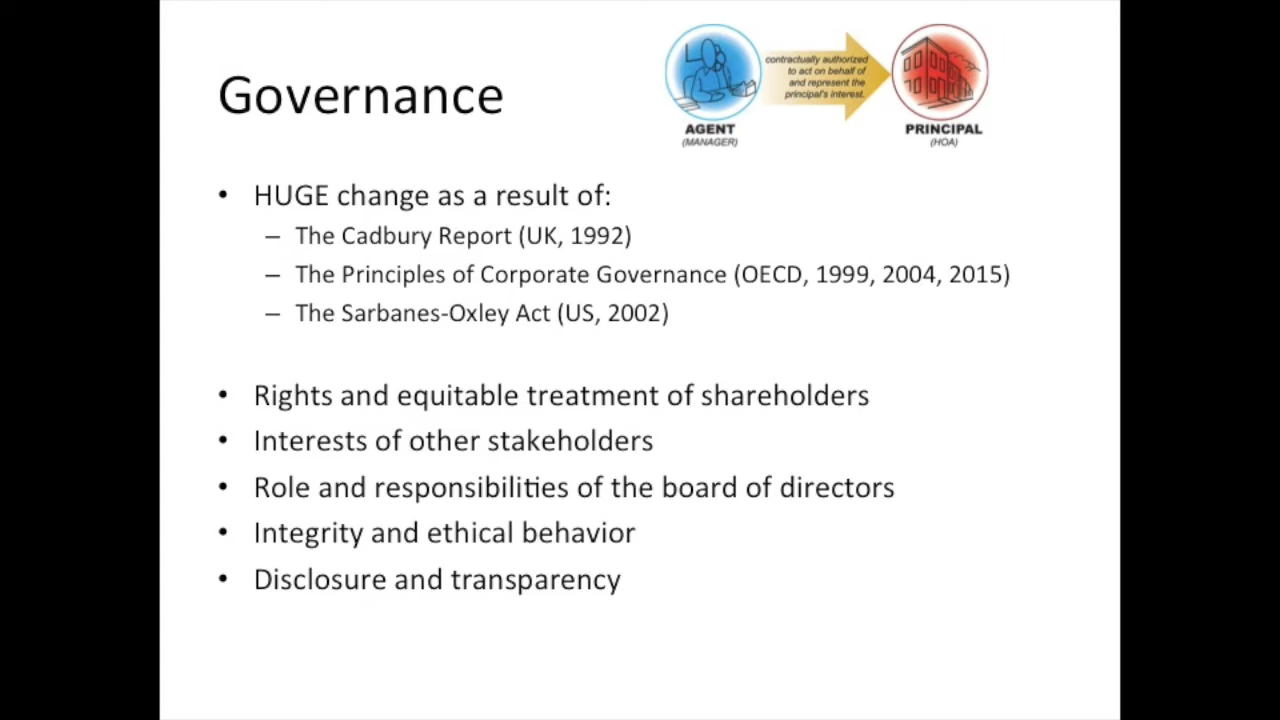 Governance
contractually authorized
to act on behalf of
and represent the
principal's interest.
AGENT
(MANAGER)
PRINCIPAL
(HOA)
• HUGE change as a result of:
– The Cadbury Report (UK, 1992)
– The Principles of Corporate Governance (OECD, 1999, 2004, 2015)
– The Sarbanes-Oxley Act (US, 2002)
• Rights and equitable treatment of shareholders
• Interests of other stakeholders
• Role and responsibilities of the board of directors
• Integrity and ethical behavior
• Disclosure and transparency